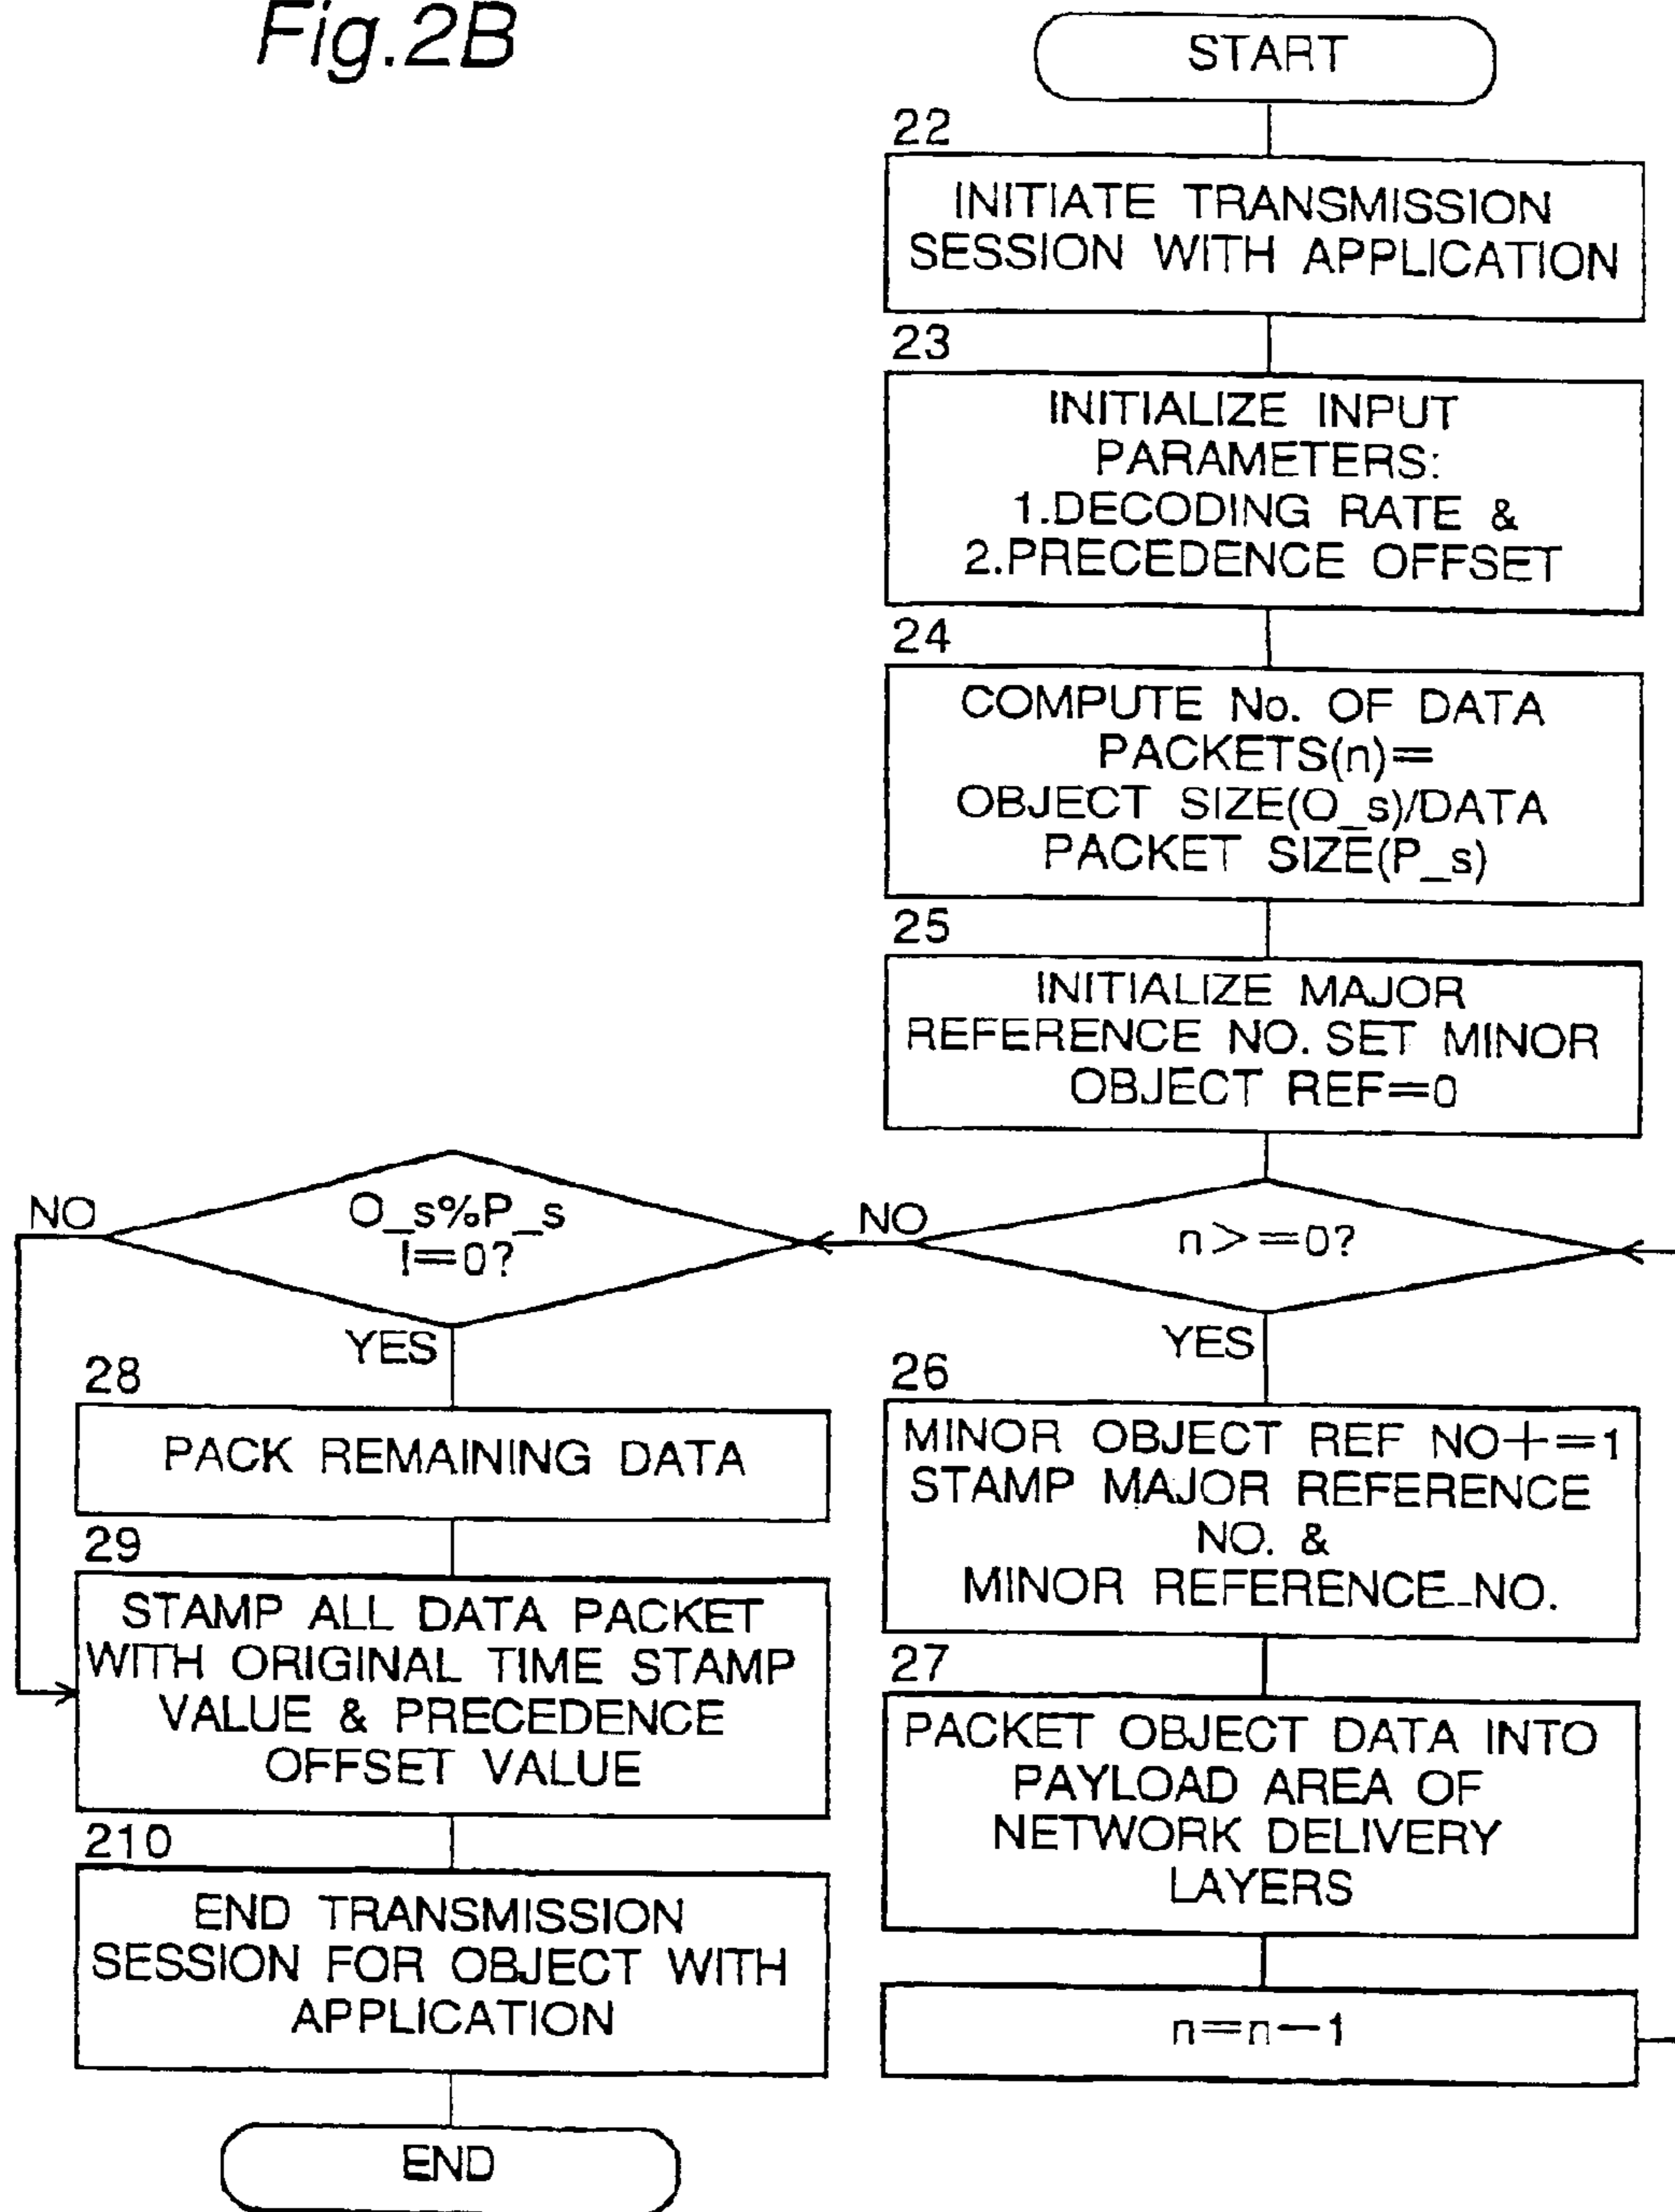 Fig.2B
START
22
INITIATE TRANSMISSION
SESSION WITH APPLICATION
23
INITIALIZE INPUT
PARAMETERS:
1.DECODING RATE &
2.PRECEDENCE OFFSET
24
COMPUTE No. OF DATA
PACKETS(n)=
OBJECT SIZE(O_s)/DATA
PACKET SIZE(P_s)
25
INITIALIZE MAJOR
REFERENCE NO. SET MINOR
OBJECT REF=0
n>=0?
NO
YES
26
MINOR OBJECT REF NO+=1
STAMP MAJOR REFERENCE
NO. &
MINOR REFERENCE_NO.
27
PACKET OBJECT DATA INTO
PAYLOAD AREA OF
NETWORK DELIVERY
LAYERS
n=n-1
O_s%P_s
!=0?
NO
YES
28
PACK REMAINING DATA
29
STAMP ALL DATA PACKET
WITH ORIGINAL TIME STAMP
VALUE & PRECEDENCE
OFFSET VALUE
210
END TRANSMISSION
SESSION FOR OBJECT WITH
APPLICATION
END